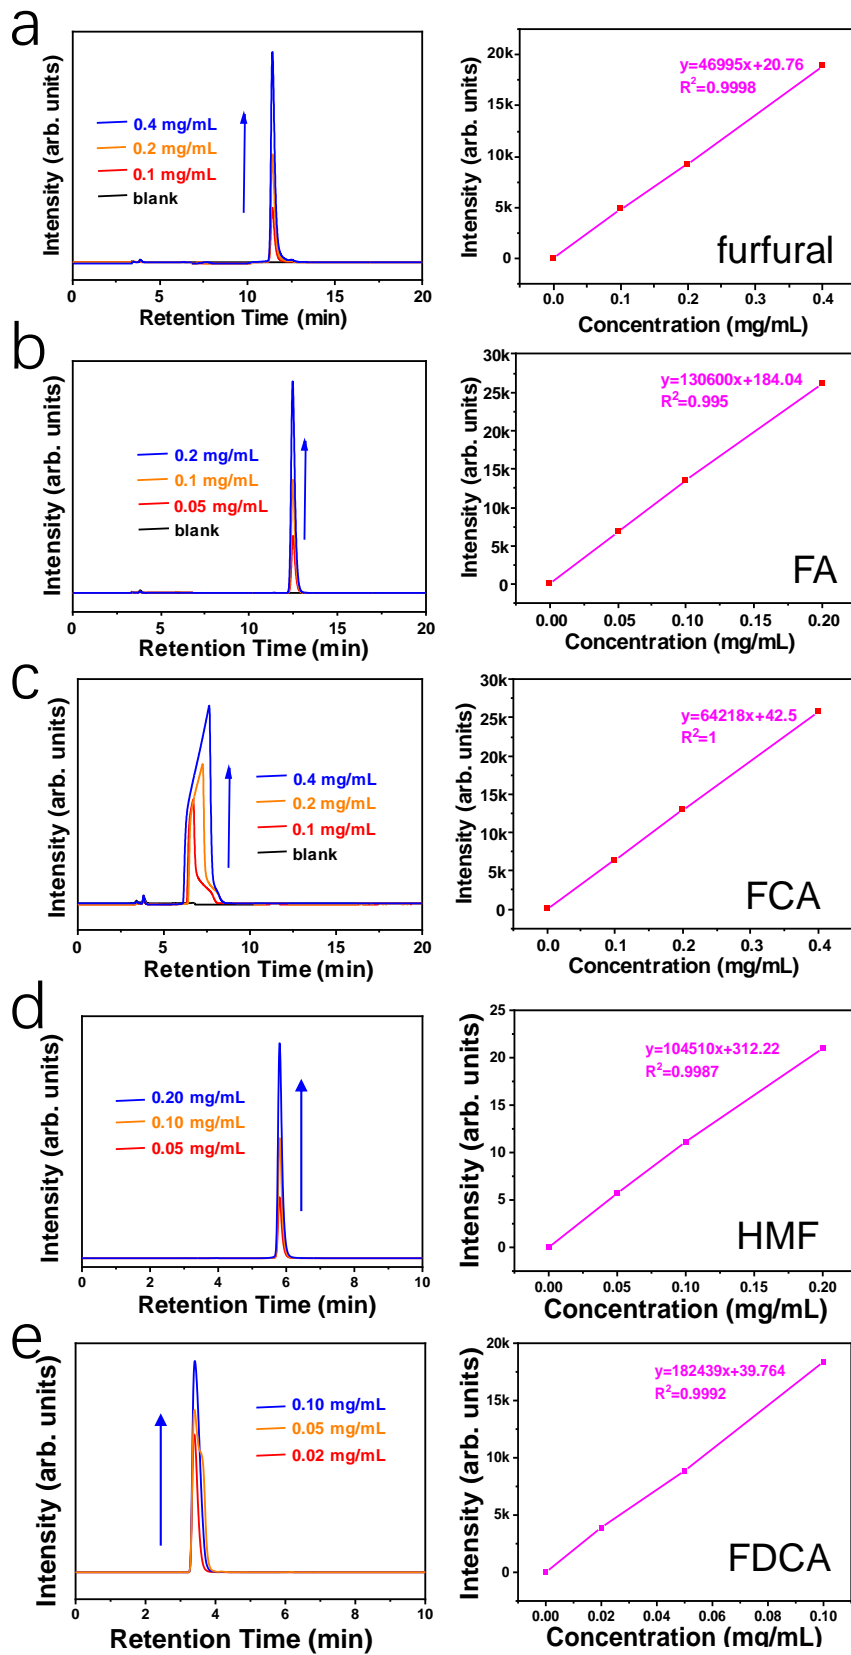 a
Intensity (arb. units)
0.4 mg/mL
0.2 mg/mL
0.1 mg/mL
blank
0 5 10 15 20
Retention Time (min)
Intensity (arb. units)
20k
15k
10k
5k
0
y=46995x+20.76
R²=0.9998
furfural
0.0 0.1 0.2 0.3 0.4
Concentration (mg/mL)
b
Intensity (arb. units)
0.2 mg/mL
0.1 mg/mL
0.05 mg/mL
blank
0 5 10 15 20
Retention Time (min)
Intensity (arb. units)
30k
25k
20k
15k
10k
5k
0
y=130600x+184.04
R²=0.995
FA
0.00 0.05 0.10 0.15 0.20
Concentration (mg/mL)
c
Intensity (arb. units)
0.4 mg/mL
0.2 mg/mL
0.1 mg/mL
blank
0 5 10 15 20
Retention Time (min)
Intensity (arb. units)
30k
25k
20k
15k
10k
5k
0
y=64218x+42.5
R²=1
FCA
0.0 0.1 0.2 0.3 0.4
Concentration (mg/mL)
d
Intensity (arb. units)
0.20 mg/mL
0.10 mg/mL
0.05 mg/mL
0 2 4 6 8 10
Retention Time (min)
Intensity (arb. units)
25
20
15
10
5
0
y=104510x+312.22
R²=0.9987
HMF
0.00 0.05 0.10 0.15 0.20
Concentration (mg/mL)
e
Intensity (arb. units)
0.10 mg/mL
0.05 mg/mL
0.02 mg/mL
0 2 4 6 8 10
Retention Time (min)
Intensity (arb. units)
20k
15k
10k
5k
0
y=182439x+39.764
R²=0.9992
FDCA
0.00 0.02 0.04 0.06 0.08 0.10
Concentration (mg/mL)